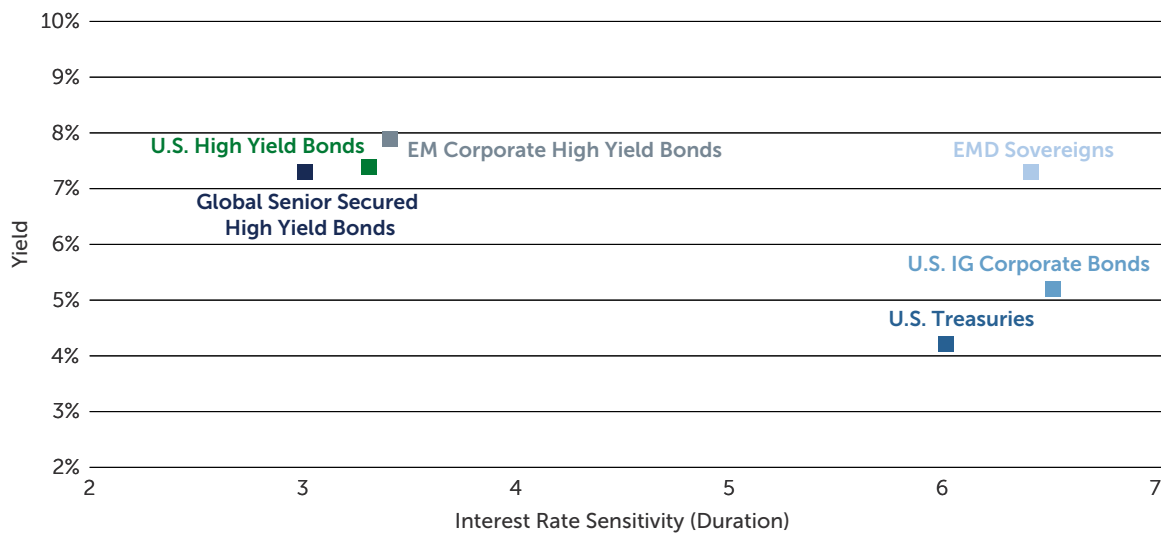 10%
9%
8%
U.S. High Yield Bonds
EM Corporate High Yield Bonds
EMD Sovereigns
7%
Global Senior Secured
High Yield Bonds
Yield
6%
U.S. IG Corporate Bonds
5%
U.S. Treasuries
4%
3%
2%
2 3 4 5 6 7
Interest Rate Sensitivity (Duration)